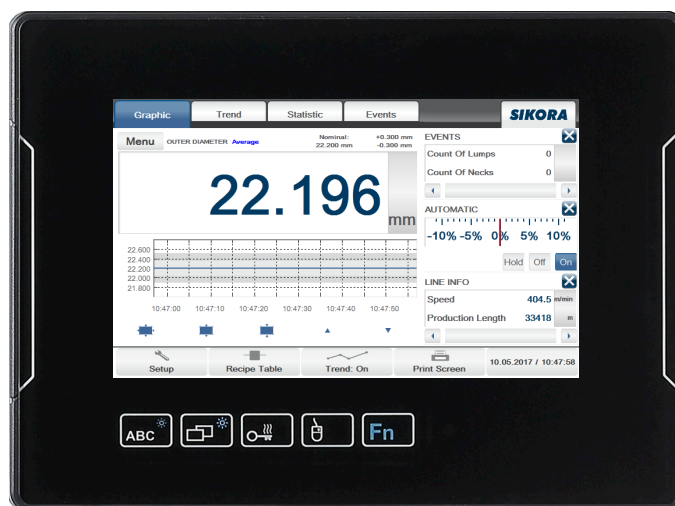 Graphic Trend Statistic Events SIKORA
Menu OUTER DIAMETER Average Nominal: 22.200 mm +0.300 mm -0.300 mm
22.196 mm
22.600
22.400
22.200
22.000
21.800
10:47:00 10:47:10 10:47:20 10:47:30 10:47:40 10:47:50
EVENTS
Count Of Lumps 0
Count Of Necks 0
AUTOMATIC
-10% -5% 0% 5% 10%
Hold Off On
LINE INFO
Speed 404.5 m/min
Production Length 33418 m
Setup Recipe Table Trend: On Print Screen 10.05.2017 / 10:47:58
ABC Fn